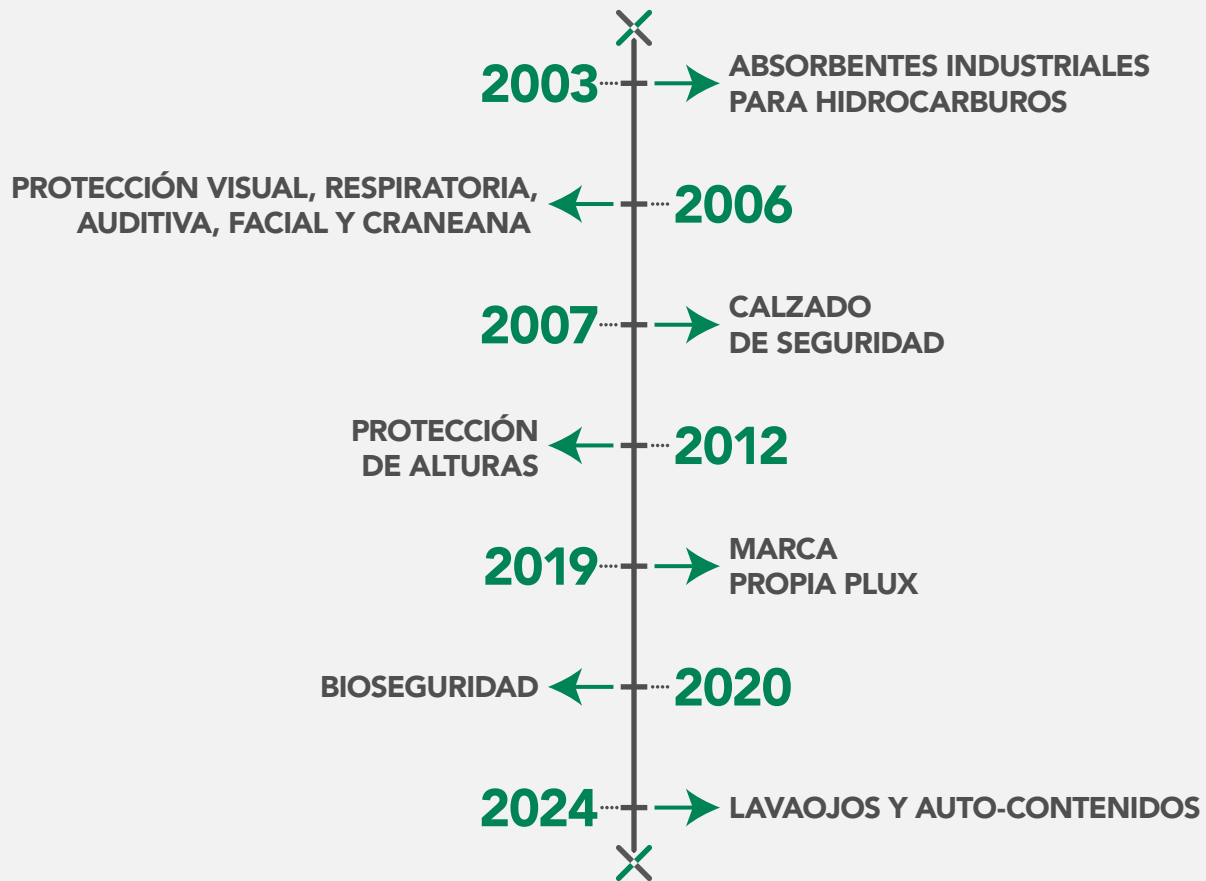 2003
ABSORBENTES INDUSTRIALES
PARA HIDROCARBUROS
PROTECCIÓN VISUAL, RESPIRATORIA,
AUDITIVA, FACIAL Y CRANEANA
2006
2007
CALZADO
DE SEGURIDAD
PROTECCIÓN
DE ALTURAS
2012
2019
MARCA
PROPIA PLUX
BIOSEGURIDAD
2020
2024
LAVAOJOS Y AUTO-CONTENIDOS